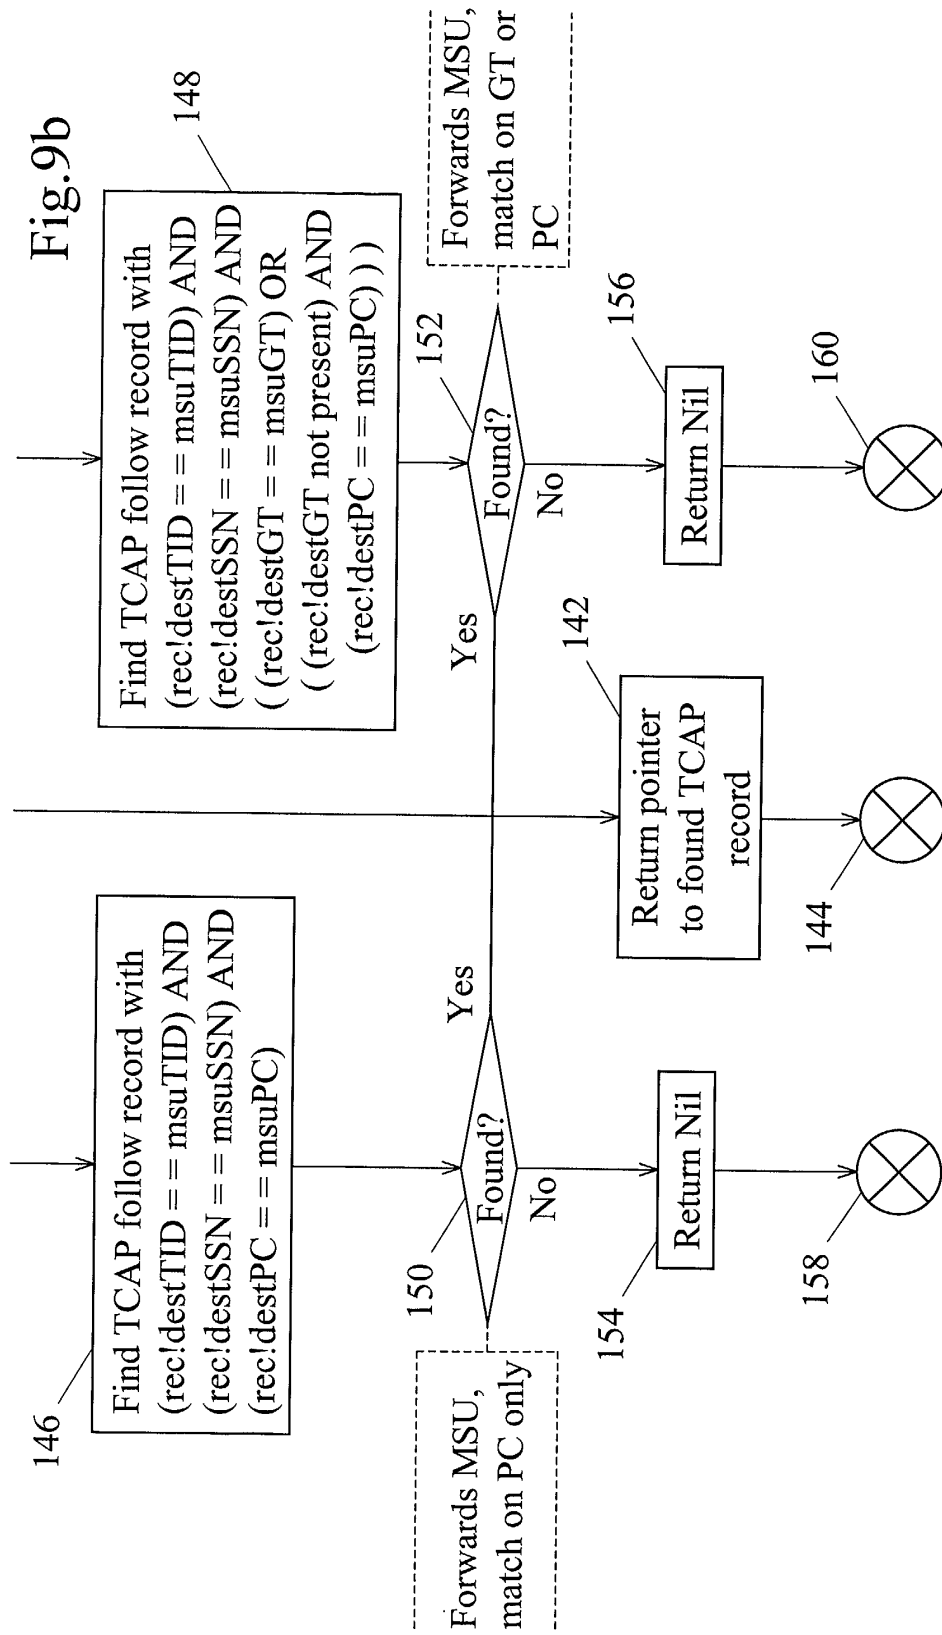 Fig.9b
146
Find TCAP follow record with
(rec!destTID = = msuTID) AND
(rec!destSSN = = msuSSN) AND
(rec!destPC = = msuPC)
148
Find TCAP follow record with
(rec!destTID = = msuTID) AND
(rec!destSSN = = msuSSN) AND
( (rec!destGT = = msuGT) OR
( (rec!destGT not present) AND
(rec!destPC = = msuPC) ) )
Forwards MSU,
match on PC only
150
Found?
Yes
No
Yes
152
Found?
No
Forwards MSU,
match on GT or
PC
154
Return Nil
142
Return pointer
to found TCAP
record
156
Return Nil
158
144
160